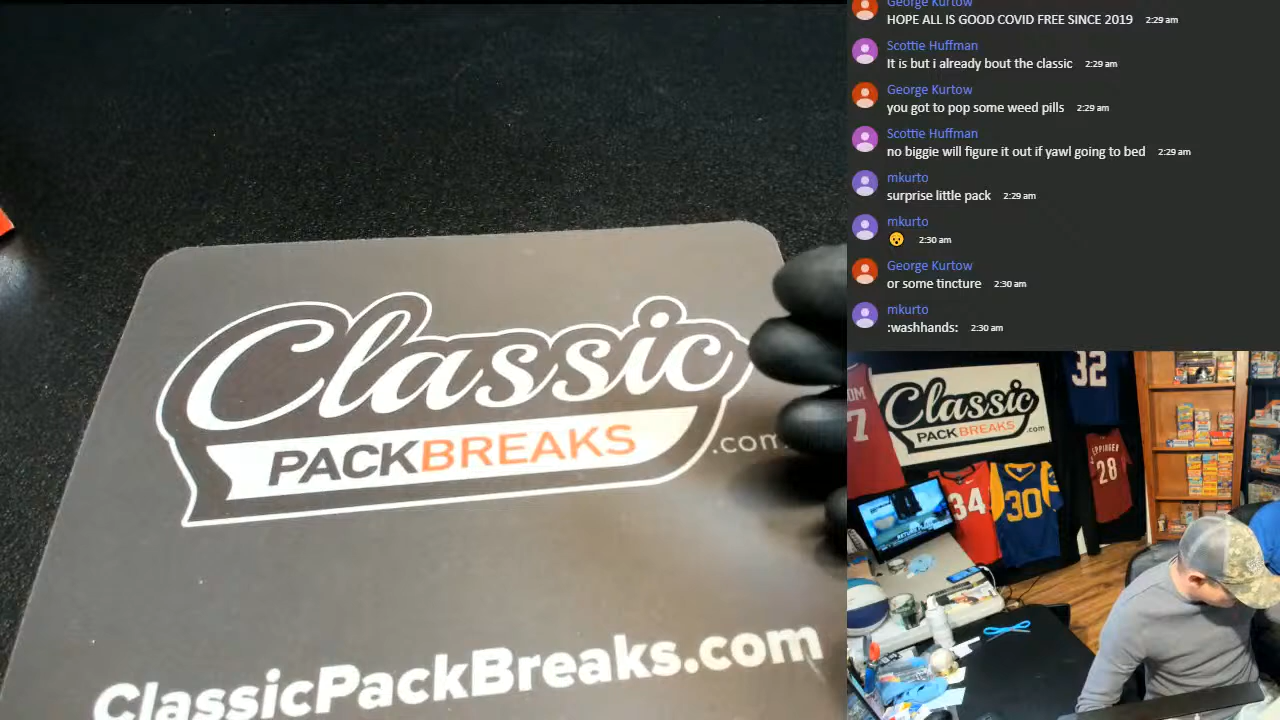 George Kurtow
HOPE ALL IS GOOD COVID FREE SINCE 2019 2:29 am
Scottie Huffman
It is but i already bout the classic 2:29 am
George Kurtow
you got to pop some weed pills 2:29 am
Scottie Huffman
no biggie will figure it out if yawl going to bed 2:29 am
mkurto
surprise little pack 2:29 am
mkurto
2:30 am
George Kurtow
or some tincture 2:30 am
mkurto
:washhands: 2:30 am
Classic
PACKBREAKS
.com
ClassicPackBreaks.com
Classic
PACKBREAKS
.com
32
7
34
30
28